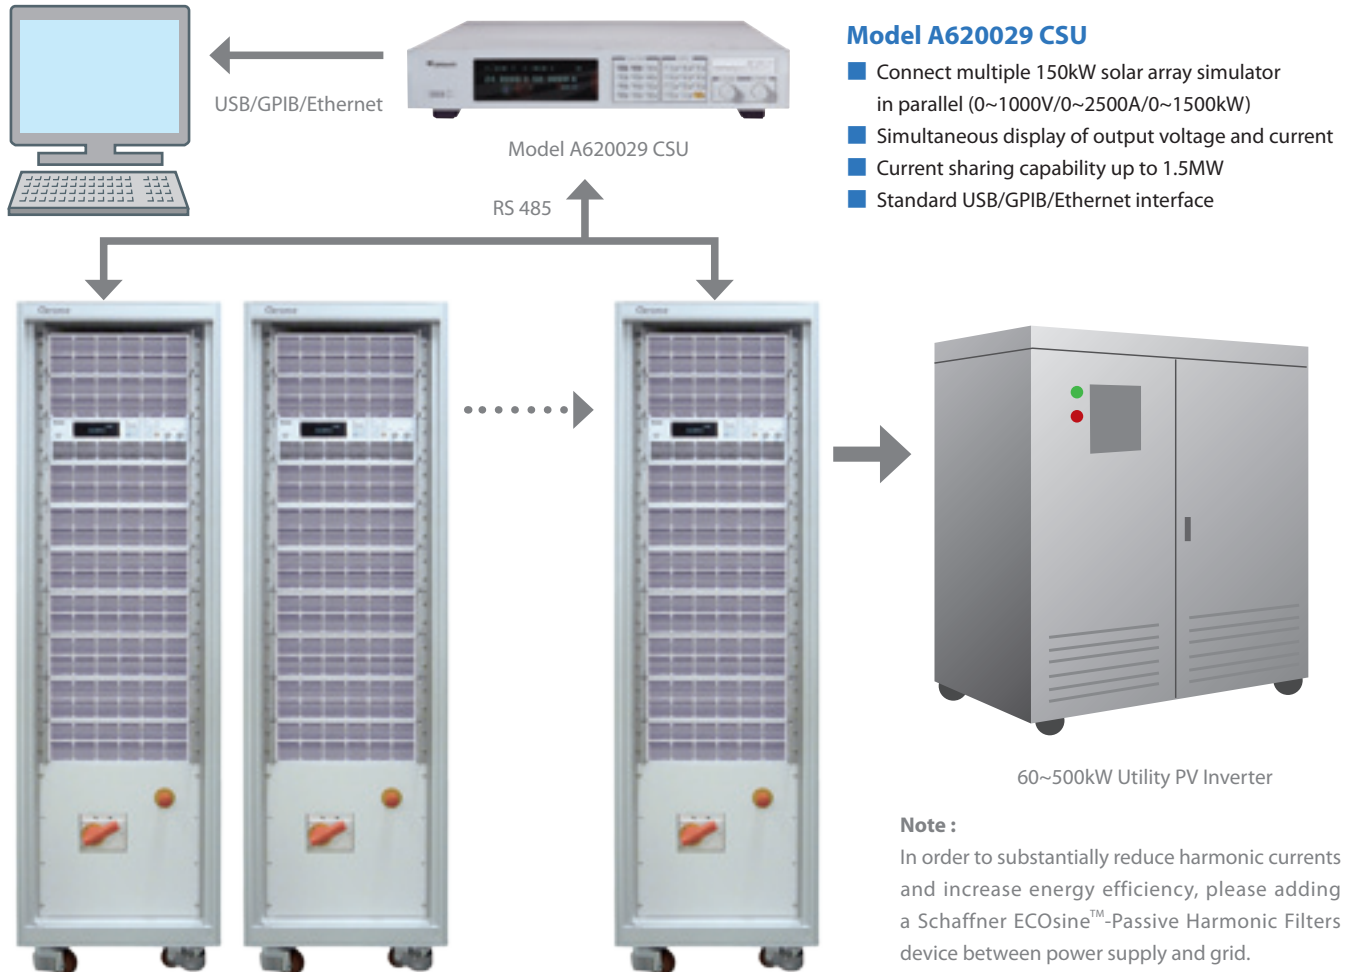 Model A620029 CSU
Connect multiple 150kW solar array simulator
in parallel (0~1000V/0~2500A/0~1500kW)
Simultaneous display of output voltage and current
Current sharing capability up to 1.5MW
Standard USB/GPIB/Ethernet interface
USB/GPIB/Ethernet
Model A620029 CSU
RS 485
Chroma
Chroma
Chroma
60~500kW Utility PV Inverter
Note :
In order to substantially reduce harmonic currents
and increase energy efficiency, please adding
a Schaffner ECOsine™-Passive Harmonic Filters
device between power supply and grid.